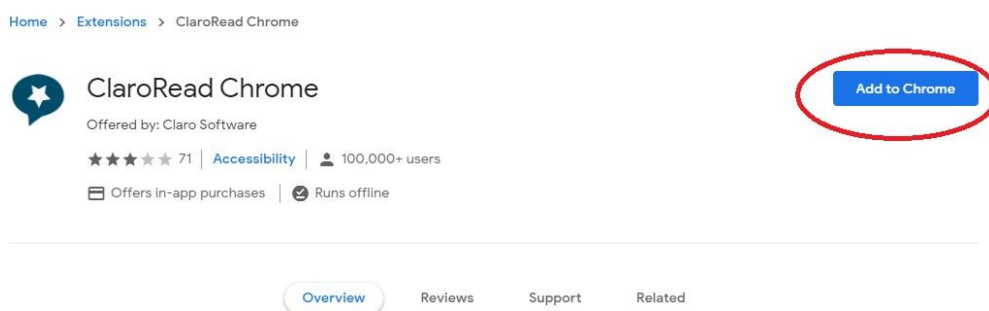 Home > Extensions > ClaroRead Chrome
ClaroRead Chrome
Add to Chrome
Offered by: Claro Software
71 | Accessibility | 100,000+ users
Offers in-app purchases | Runs offline
Overview Reviews Support Related